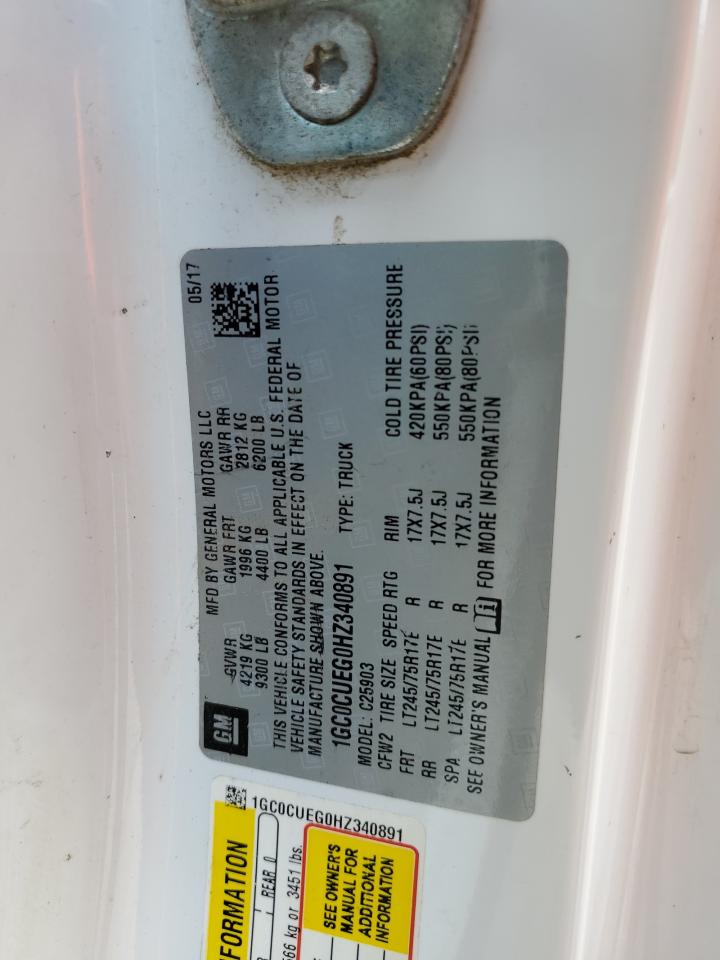 GM
MFD BY GENERAL MOTORS LLC 05/17
GVWR GAWR FRT GAWR RR
4219 KG 1996 KG 2812 KG
9300 LB 4400 LB 6200 LB
THIS VEHICLE CONFORMS TO ALL APPLICABLE U.S. FEDERAL MOTOR
VEHICLE SAFETY STANDARDS IN EFFECT ON THE DATE OF
MANUFACTURE SHOWN ABOVE.
1GC0CUEG0HZ340891 TYPE: TRUCK
MODEL: C25903
CFW2 TIRE SIZE SPEED RTG RIM COLD TIRE PRESSURE
FRT LT245/75R17E R 17X7.5J 420KPA(60PSI)
RR LT245/75R17E R 17X7.5J 550KPA(80PSI)
SPA LT245/75R17E R 17X7.5J 550KPA(80PSI)
SEE OWNER'S MANUAL i FOR MORE INFORMATION
1GC0CUEG0HZ340891
REAR 0
kg or 3451 lbs.
SEE OWNER'S
MANUAL FOR
ADDITIONAL
INFORMATION